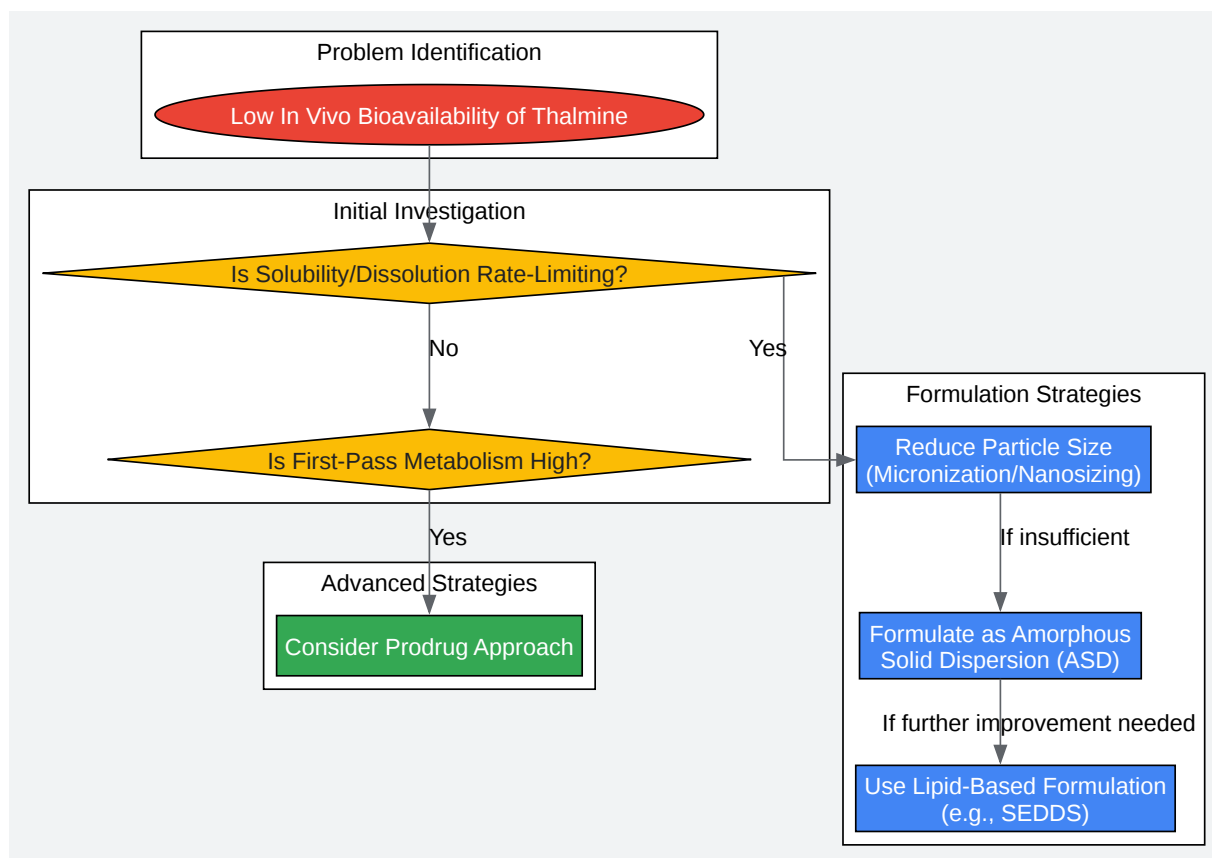 Problem Identification
Low In Vivo Bioavailability of Thalmine
Initial Investigation
Is Solubility/Dissolution Rate-Limiting?
No
Yes
Is First-Pass Metabolism High?
Yes
Advanced Strategies
Consider Prodrug Approach
Formulation Strategies
Reduce Particle Size
(Micronization/Nanosizing)
If insufficient
Formulate as Amorphous
Solid Dispersion (ASD)
If further improvement needed
Use Lipid-Based Formulation
(e.g., SEDDS)